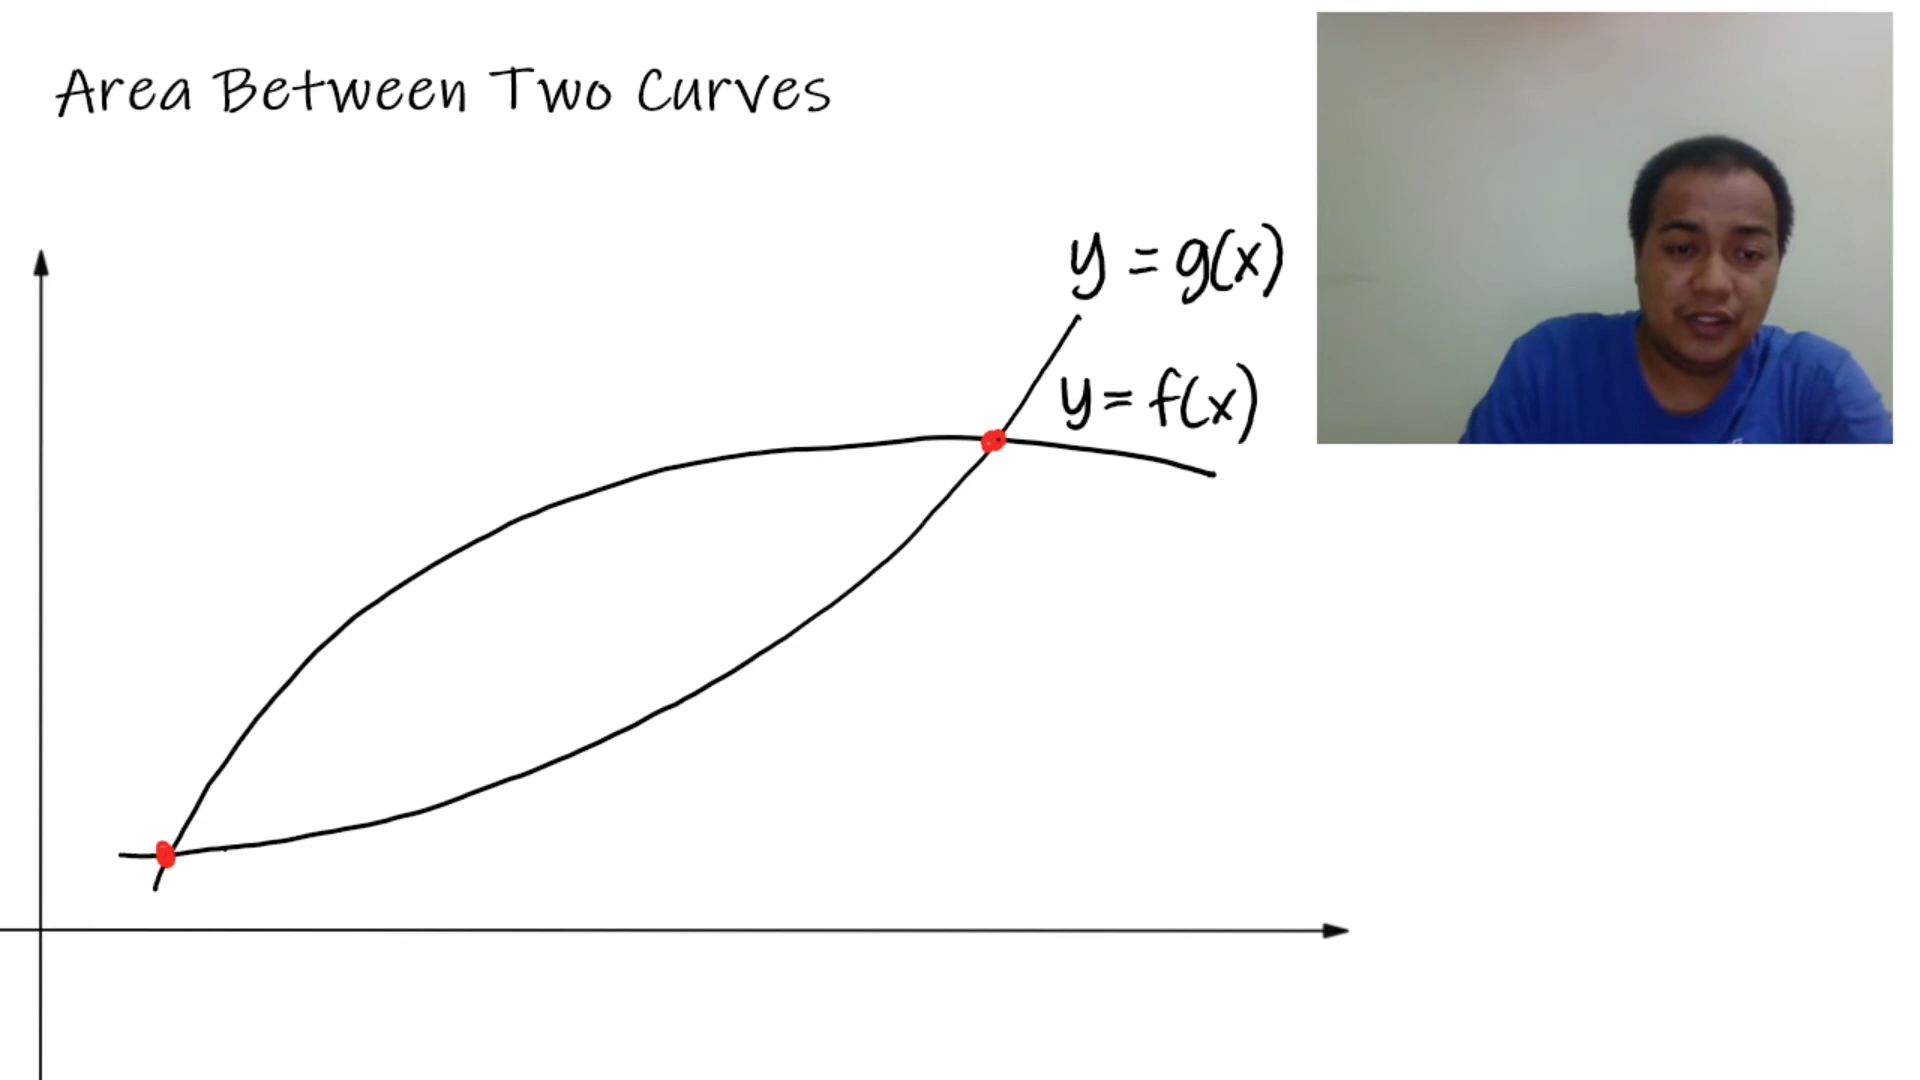 Area Between Two Curves
y = g(x)
y = f(x)